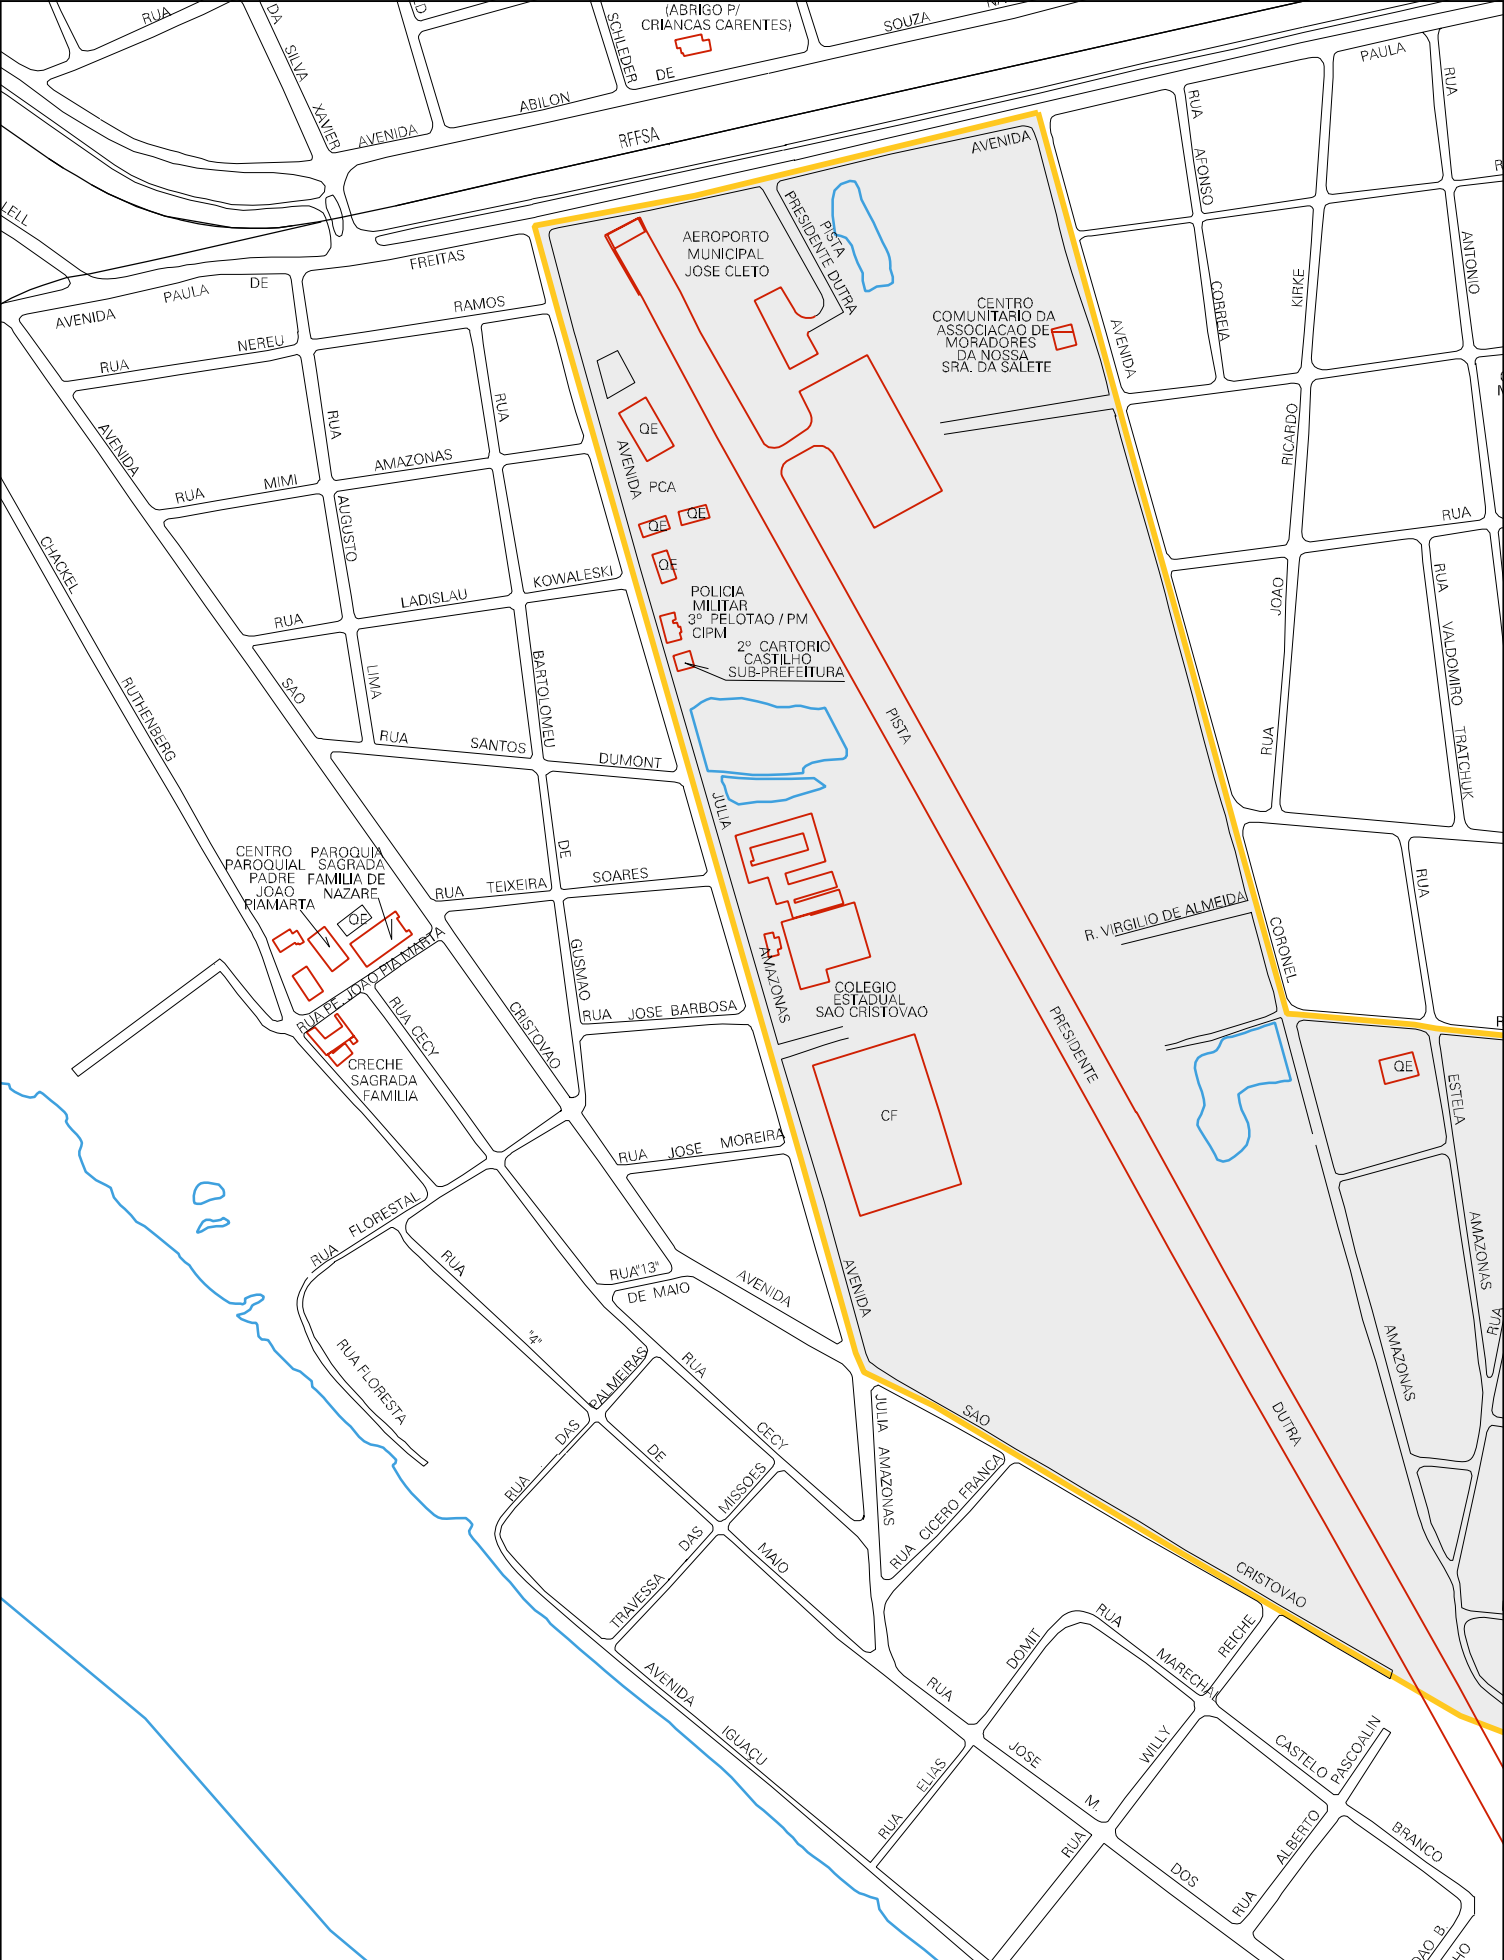 (ABRIGO P/
CRIANCAS CARENTES)
RUA
DA
SILVA
XAVIER
SCHLEDER
DE
SOUZA
ABILON
AVENIDA
RFFSA
PAULA
RUA
RUA
AFONSO
CORREIA
KIRKE
RICARDO
ANTONIO
AVENIDA
AVENIDA
PRESIDENTE DUTRA
PISTA
AEROPORTO
MUNICIPAL
JOSE CLETO
FREITAS
DE
PAULA
AVENIDA
RAMOS
NEREU
RUA
CENTRO
COMUNITARIO DA
ASSOCIACAO DE
MORADORES
DA NOSSA
SRA. DA SALETE
RUA
RUA
AVENIDA
AMAZONAS
MIMI
RUA
AUGUSTO
AVENIDA
QE
PCA
QE
QE
QE
CHACKEL
RUTHENBERG
KOWALESKI
LADISLAU
RUA
POLICIA
MILITAR
3º PELOTAO / PM
CIPM
2º CARTORIO
CASTILHO
SUB-PREFEITURA
SAO
LIMA
BARTOLOMEU
RUA
SANTOS
DUMONT
RUA
JOAO
RUA
RUA
VALDOMIRO
TRATCHUK
PISTA
JULIA
CENTRO
PAROQUIAL
PADRE
JOAO
PIAMARTA
PAROQUIA
SAGRADA
FAMILIA DE
NAZARE
QE
DE
RUA
TEIXEIRA
SOARES
RUA PE. JOAO PIA MARTA
RUA CECY
CRISTOVAO
GUSMAO
RUA
JOSE BARBOSA
AMAZONAS
COLEGIO
ESTADUAL
SAO CRISTOVAO
RUA
R. VIRGILIO DE ALMEIDA
CORONEL
PRESIDENTE
CRECHE
SAGRADA
FAMILIA
CF
QE
ESTELA
AMAZONAS
RUA
AMAZONAS
RUA
JOSE
MOREIRA
RUA
FLORESTAL
RUA
RUA"13"
DE MAIO
AVENIDA
AVENIDA
RUA FLORESTA
"4"
RUA
DAS
PALMEIRAS
RUA
CECY
DE
MAIO
JULIA
AMAZONAS
SAO
DUTRA
RUA CICERO FRANCA
TRAVESSA
DAS
MISSOES
CRISTOVAO
AVENIDA
IGUAÇU
RUA
DOMIT
RUA
MARECHAL
REICHE
CASTELO
PASCOALIN
RUA
ELIAS
JOSE
M.
WILLY
RUA
DOS
ALBERTO
RUA
BRANCO